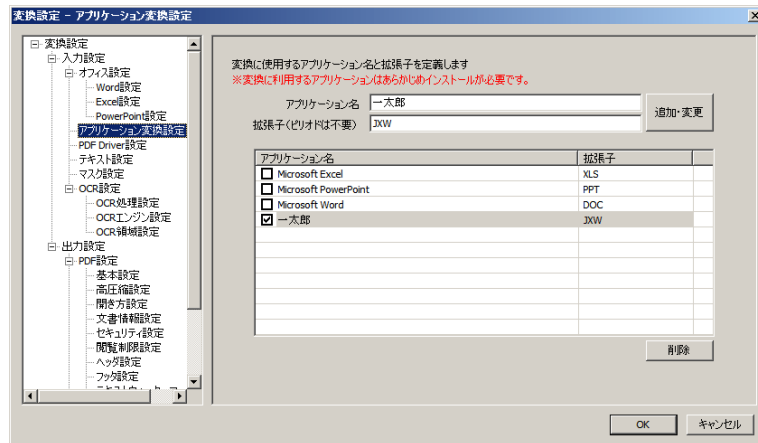 変換設定 - アプリケーション変換設定
変換設定
入力設定
オフィス設定
Word設定
Excel設定
PowerPoint設定
アプリケーション変換設定
PDF Driver設定
テキスト設定
マスク設定
OCR設定
OCR処理設定
OCRエンジン設定
OCR領域設定
出力設定
PDF設定
基本設定
高圧縮設定
開き方設定
文書情報設定
セキュリティ設定
閲覧制限設定
ヘッダ設定
フッタ設定
変換に使用するアプリケーション名と拡張子を定義します
※変換に利用するアプリケーションはあらかじめインストールが必要です。
アプリケーション名 一太郎
拡張子(ピリオドは不要) JXW
追加・変更
アプリケーション名 拡張子
Microsoft Excel XLS
Microsoft PowerPoint PPT
Microsoft Word DOC
一太郎 JXW
削除
OK キャンセル